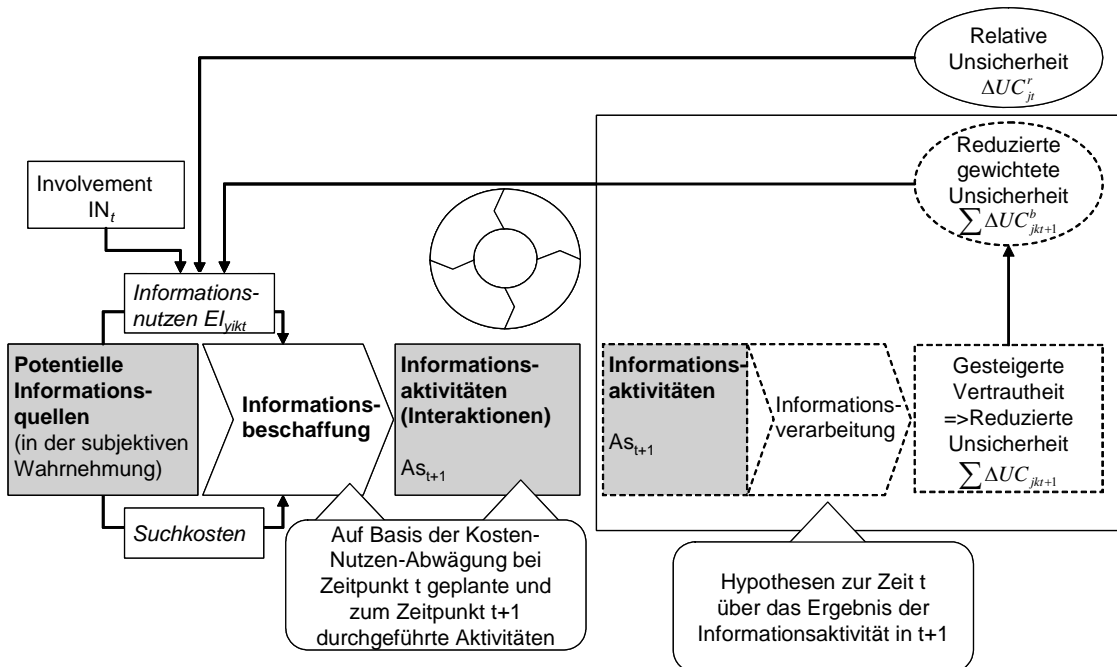 Relative
Unsicherheit
ΔUC^r_jt
Reduzierte
gewichtete
Unsicherheit
∑ ΔUC^b_jkt+1
Involvement
IN_t
Informations-
nutzen EI_yikt
Potentielle
Informations-
quellen
(in der subjektiven
Wahrnehmung)
Informations-
beschaffung
Informations-
aktivitäten
(Interaktionen)
As_t+1
Informations-
aktivitäten
As_t+1
Informations-
verarbeitung
Gesteigerte
Vertrautheit
=>Reduzierte
Unsicherheit
∑ ΔUC_jkt+1
Suchkosten
Auf Basis der Kosten-
Nutzen-Abwägung bei
Zeitpunkt t geplante und
zum Zeitpunkt t+1
durchgeführte Aktivitäten
Hypothesen zur Zeit t
über das Ergebnis der
Informationsaktivität in t+1